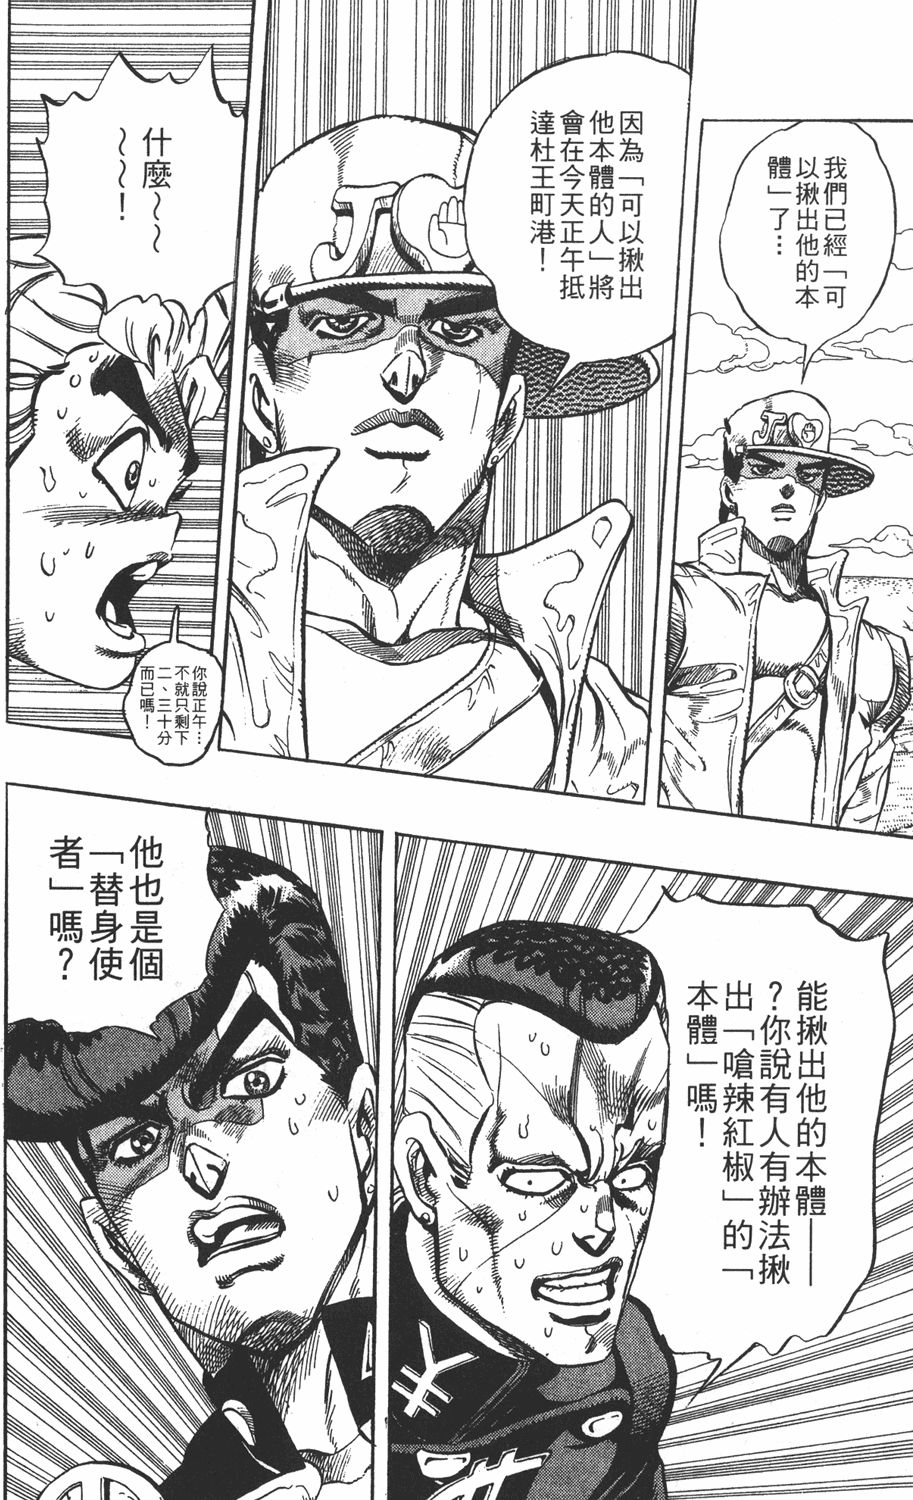 我們已經「可
以揪出他的本
體」了…
因為「可以揪出
他本體的人」將
會在今天正午抵
達杜王町港！
什麼～～
～～！
你說正午…
不就只剩下
二、三十分
而已嗎！
能揪出他的本體——
？你說有人有辦法揪
出「嗆辣紅椒」的「
本體」嗎！
他也是個
「替身使
者」嗎？
J
J
¥